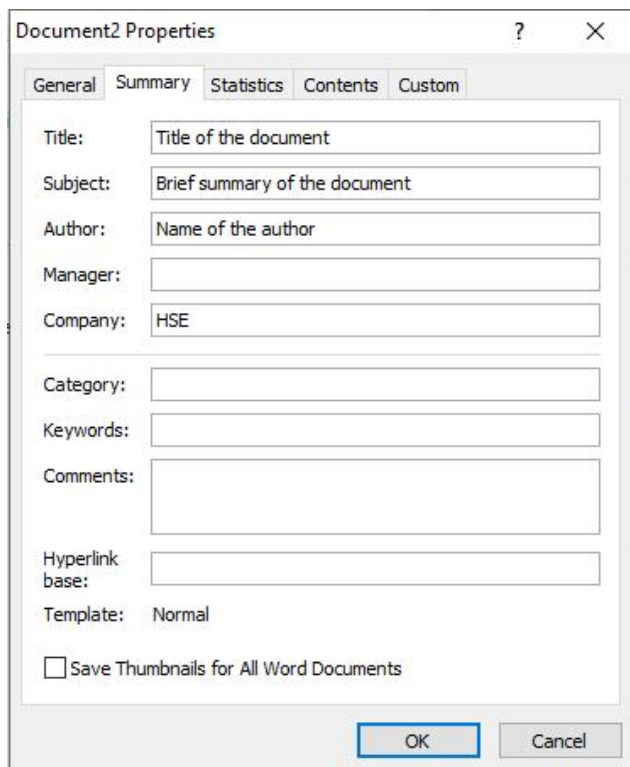 Document2 Properties ? ×
General Summary Statistics Contents Custom
Title: Title of the document
Subject: Brief summary of the document
Author: Name of the author
Manager:
Company: HSE
Category:
Keywords:
Comments:
Hyperlink
base:
Template: Normal
Save Thumbnails for All Word Documents
OK Cancel